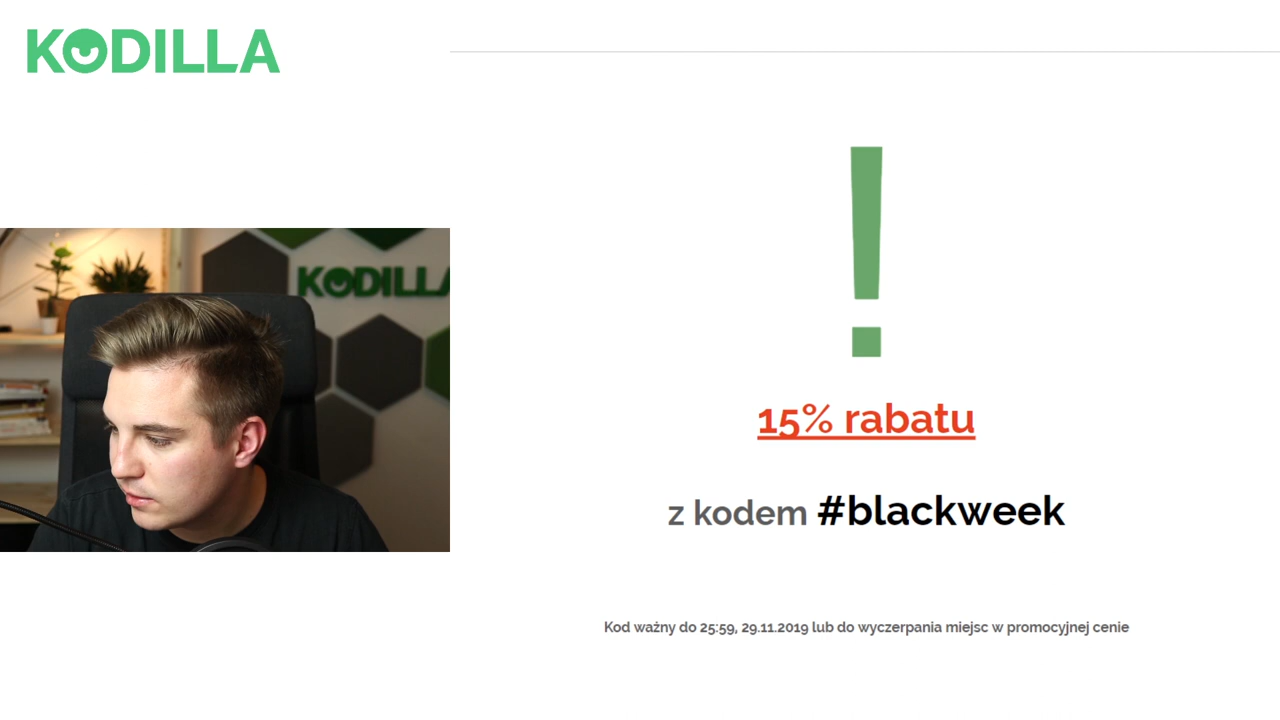 KODILLA
KODILLA
!
15% rabatu
z kodem #blackweek
Kod ważny do 25:59, 29.11.2019 lub do wyczerpania miejsc w promocyjnej cenie